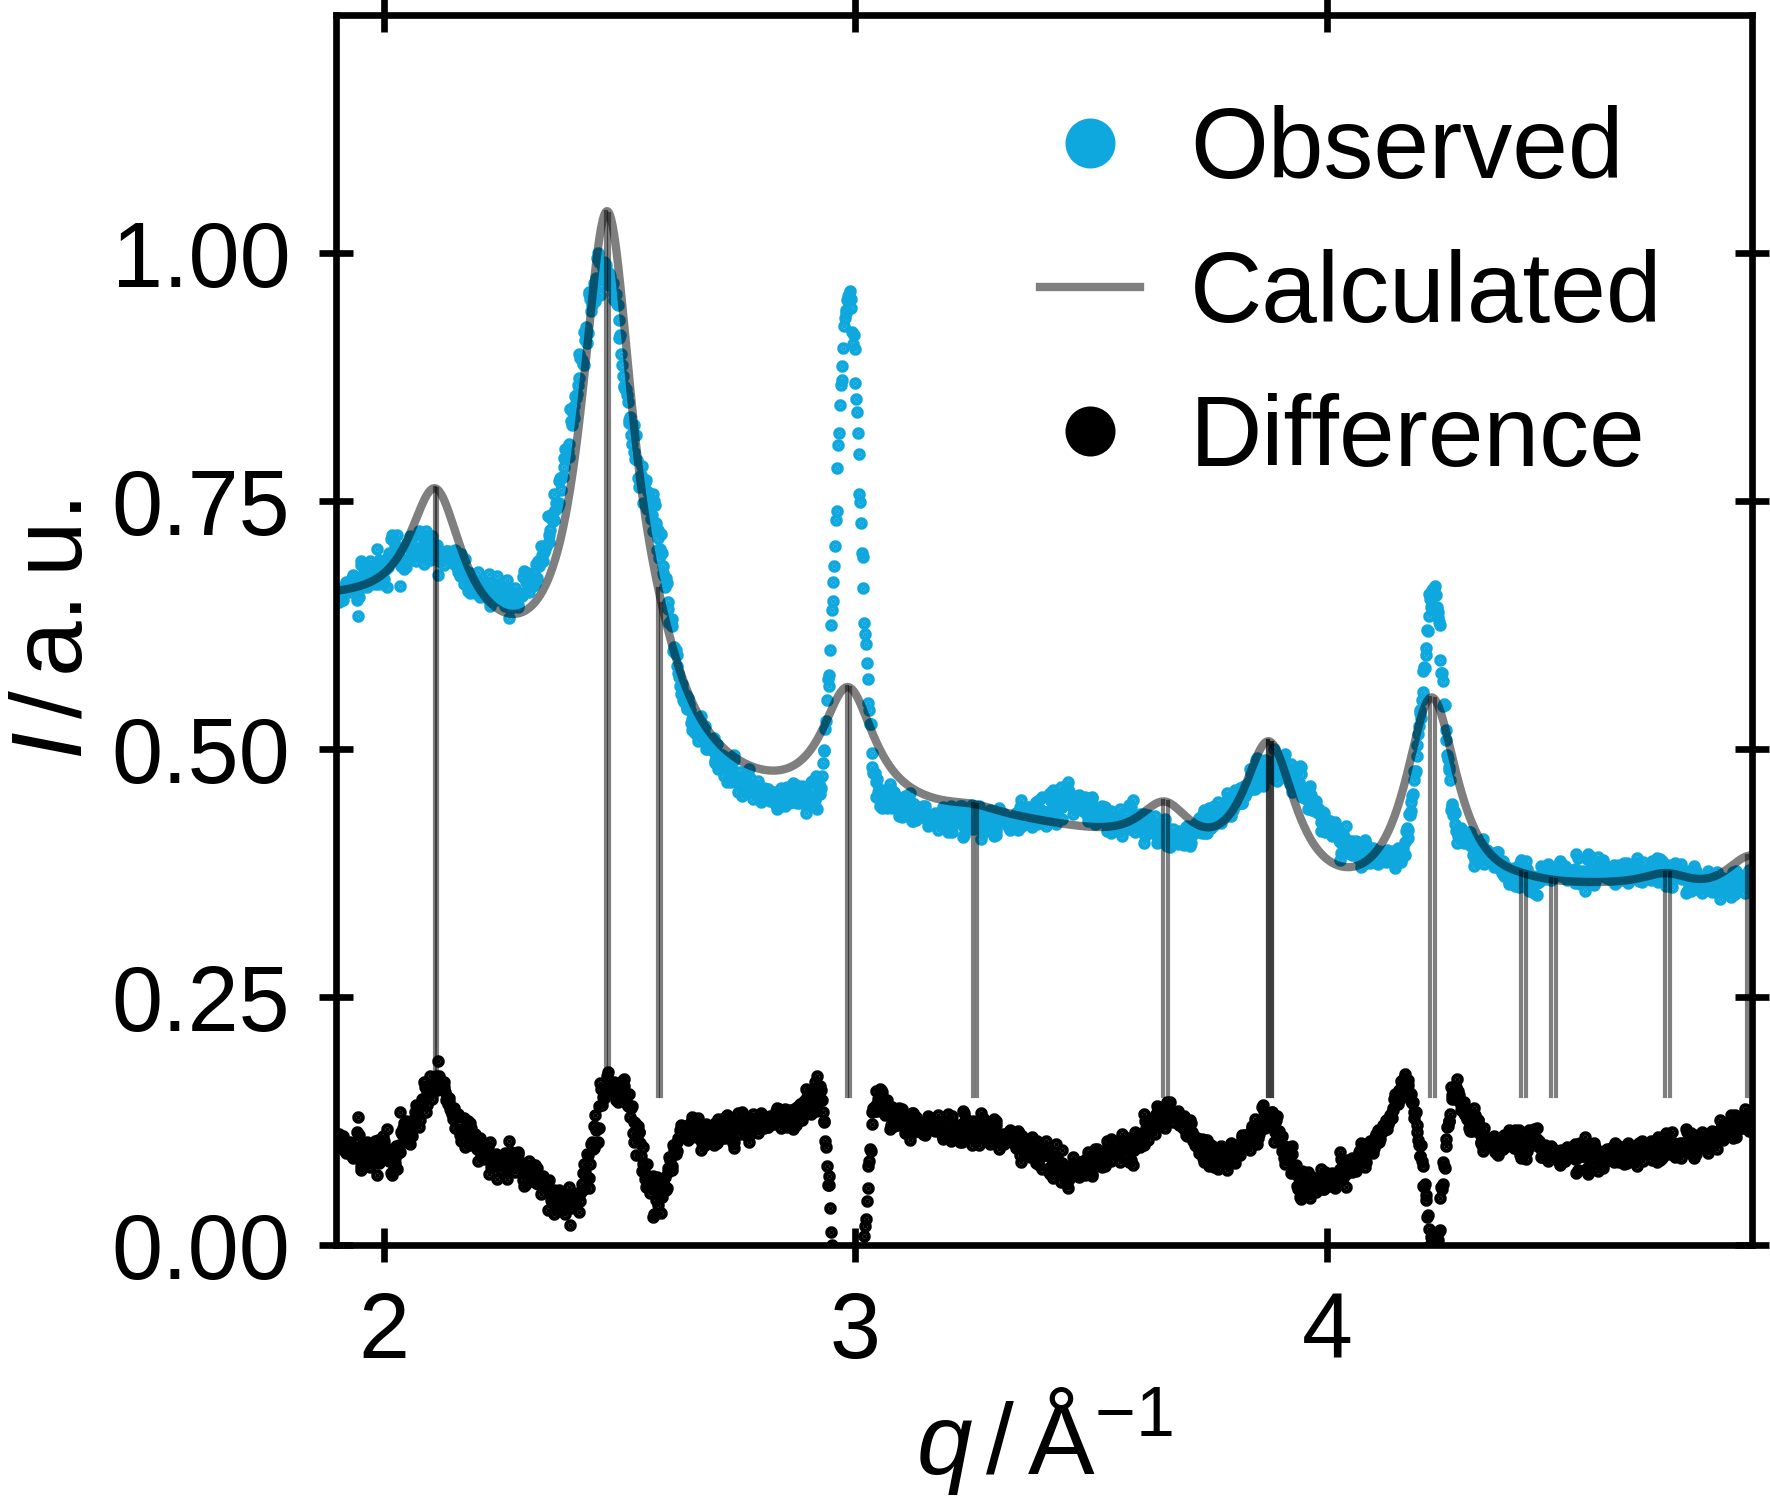 Observed
Calculated
Difference
1.00
0.75
0.50
0.25
0.00
I / a. u.
2 3 4
q / Å⁻¹